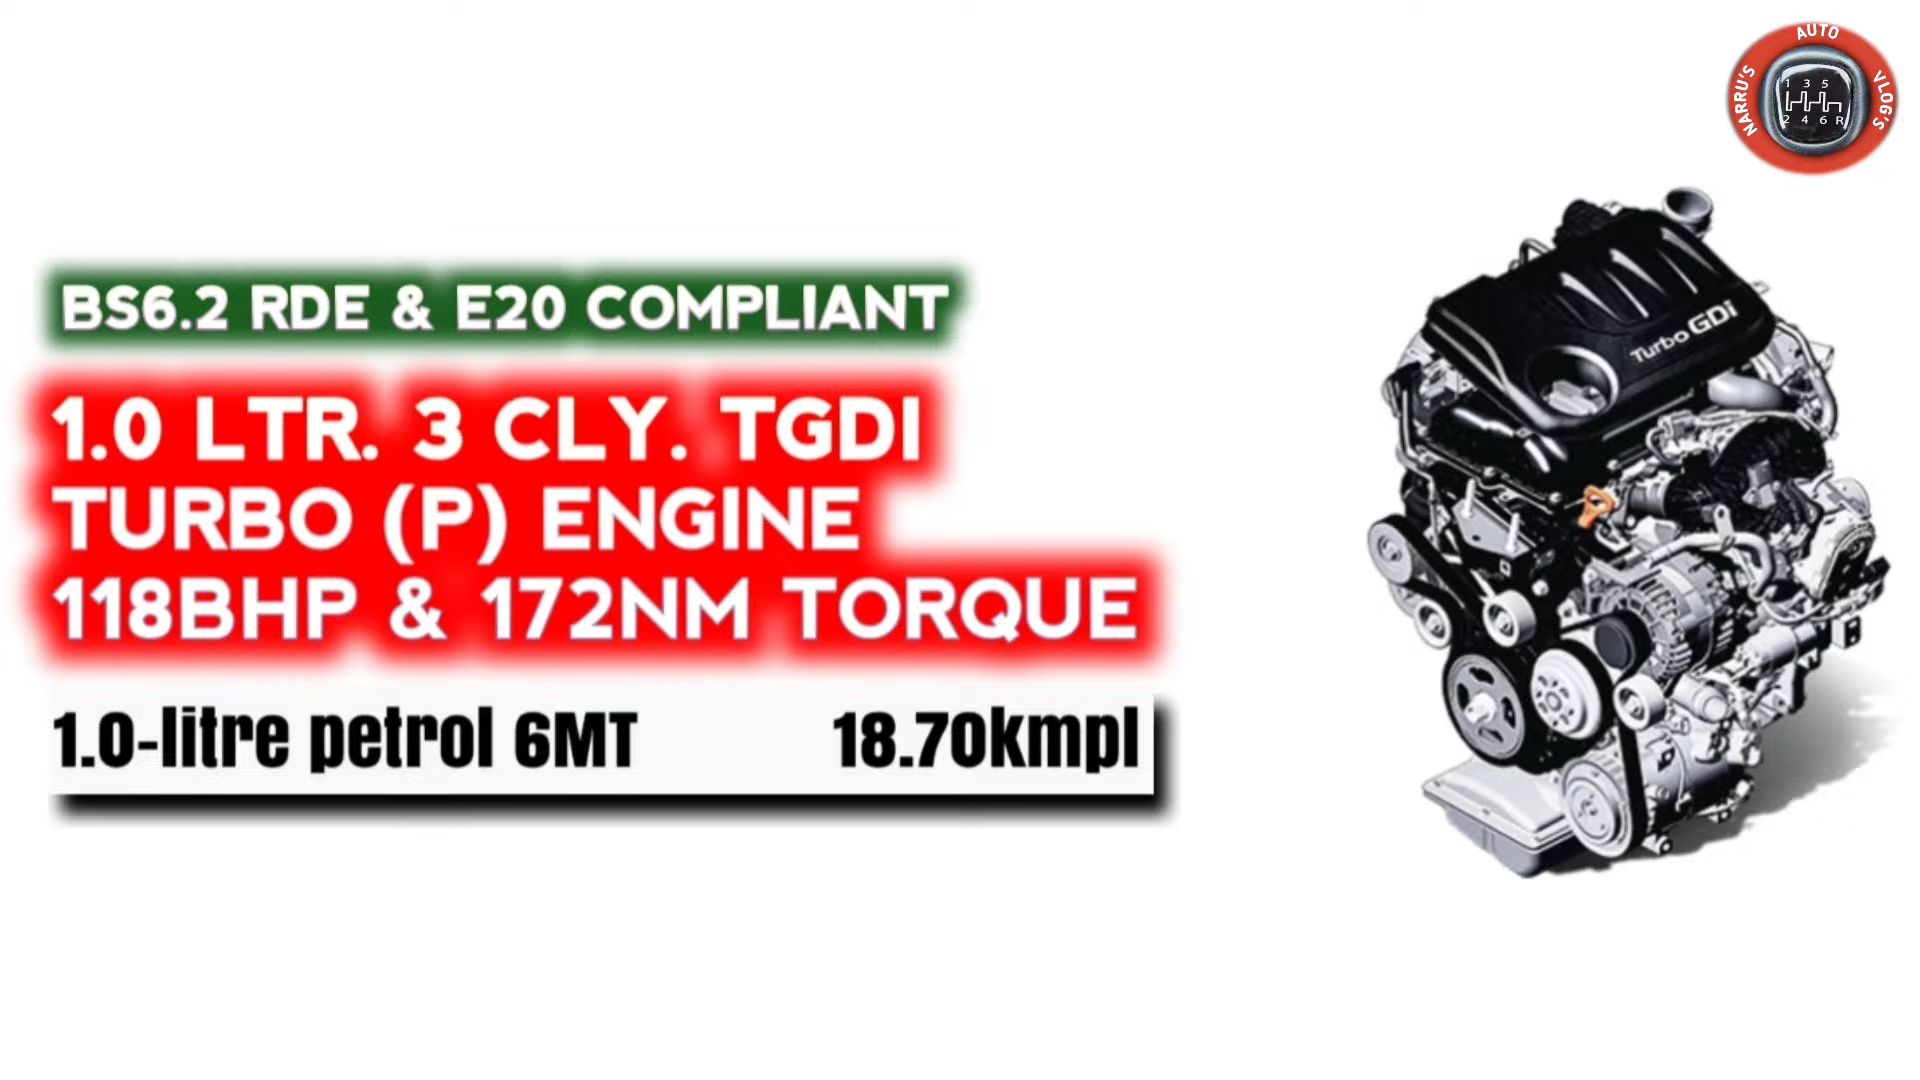 NARRU'S AUTO VLOG'S
1 3 5
2 4 6 R
BS6.2 RDE & E20 COMPLIANT
1.0 LTR. 3 CLY. TGDI
TURBO (P) ENGINE
118BHP & 172NM TORQUE
1.0-litre petrol 6MT 18.70kmpl
Turbo GDi